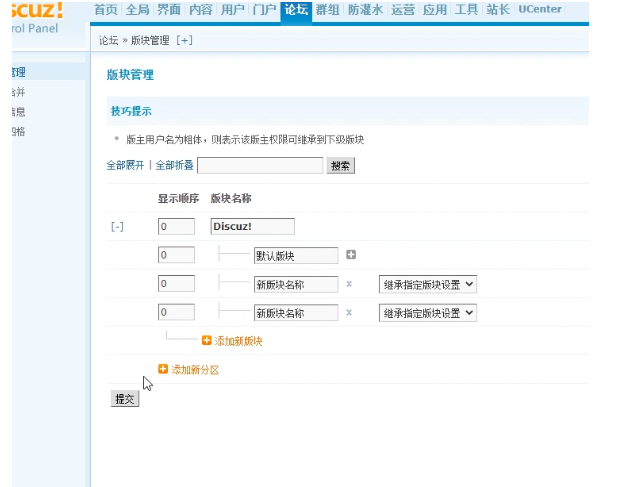 scuz!
rol Panel
首页 全局 界面 内容 用户 门户 论坛 群组 防灌水 运营 应用 工具 站长 UCenter
论坛 » 版块管理 [+]
管理
合并
信息
版块管理
技巧提示
版主用户名为粗体，则表示该版主权限可继承到下级版块
全部展开 | 全部折叠 搜索
显示顺序 版块名称
[-] 0 Discuz!
0 默认版块
0 新版块名称 x 继承指定版块设置
0 新版块名称 x 继承指定版块设置
添加新版块
添加新分区
提交